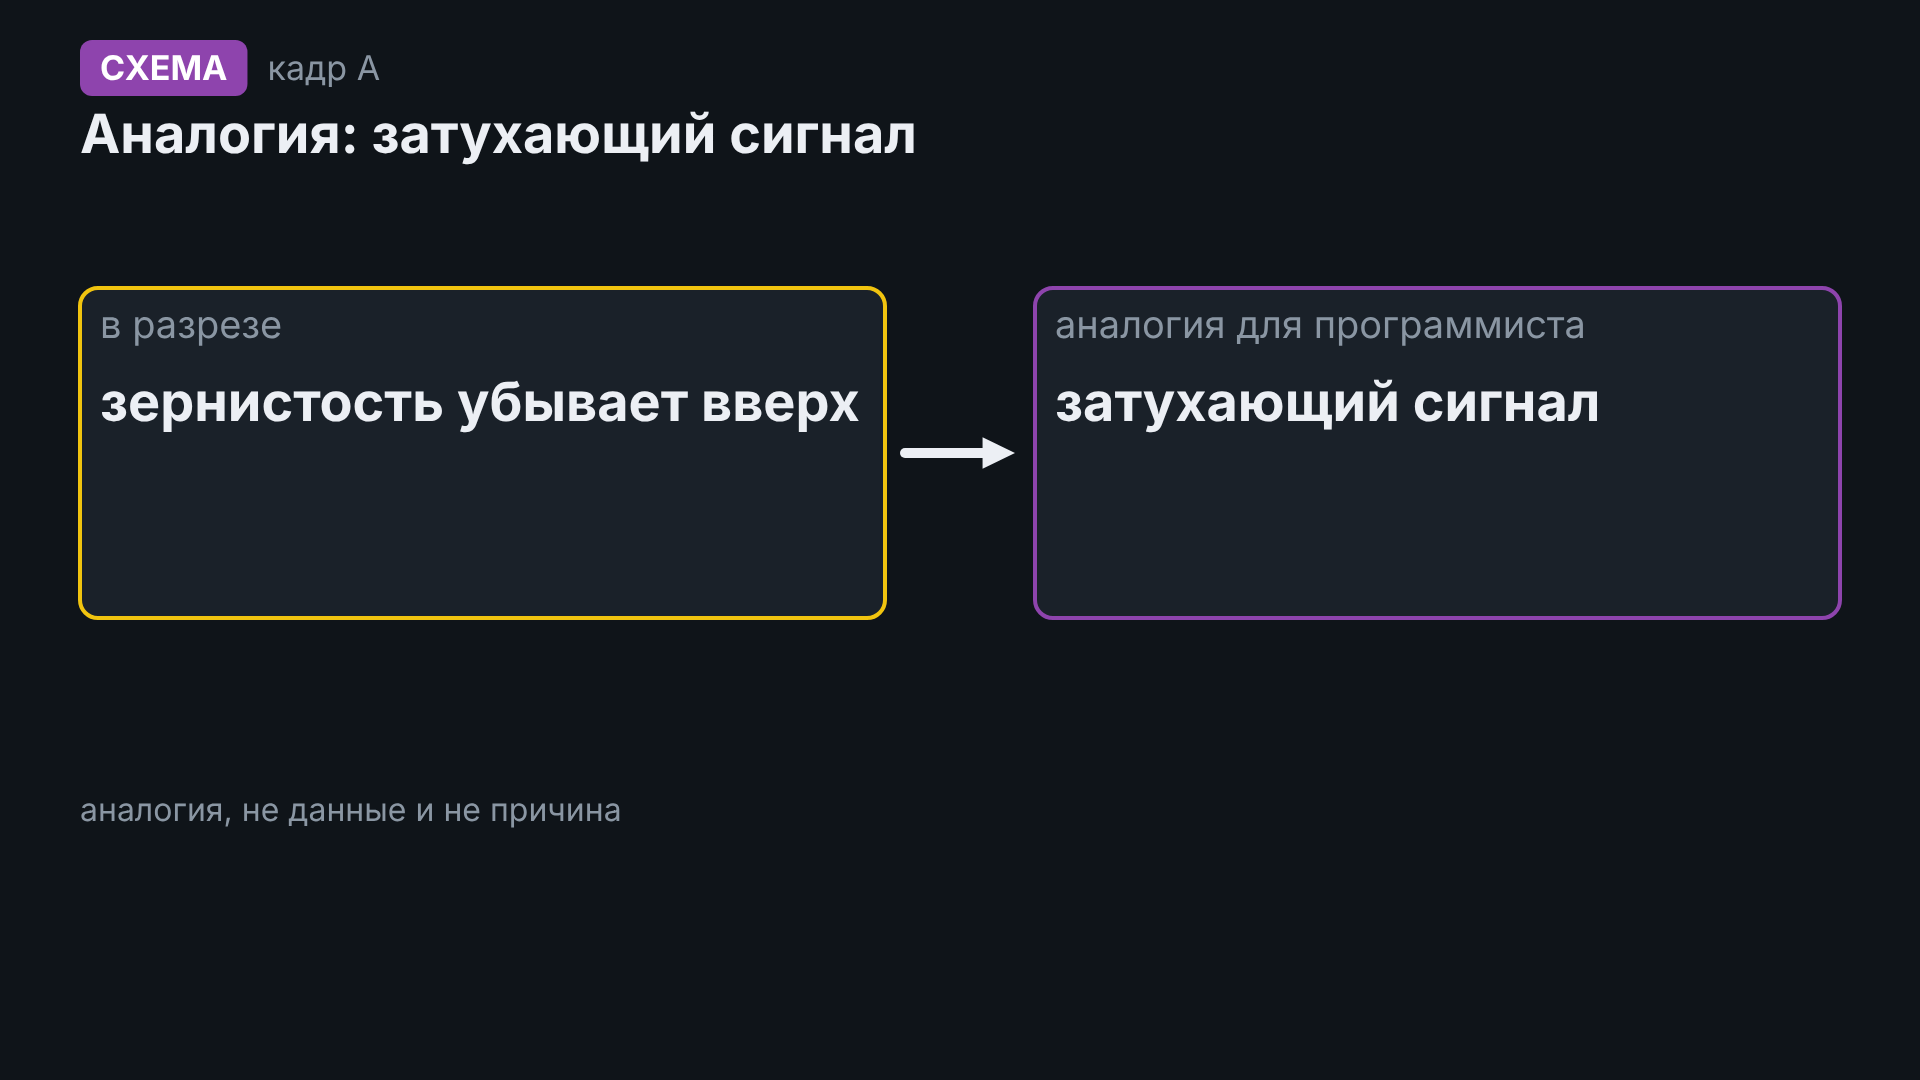 СХЕМА кадр А
Аналогия: затухающий сигнал
в разрезе
зернистость убывает вверх
аналогия для программиста
затухающий сигнал
аналогия, не данные и не причина